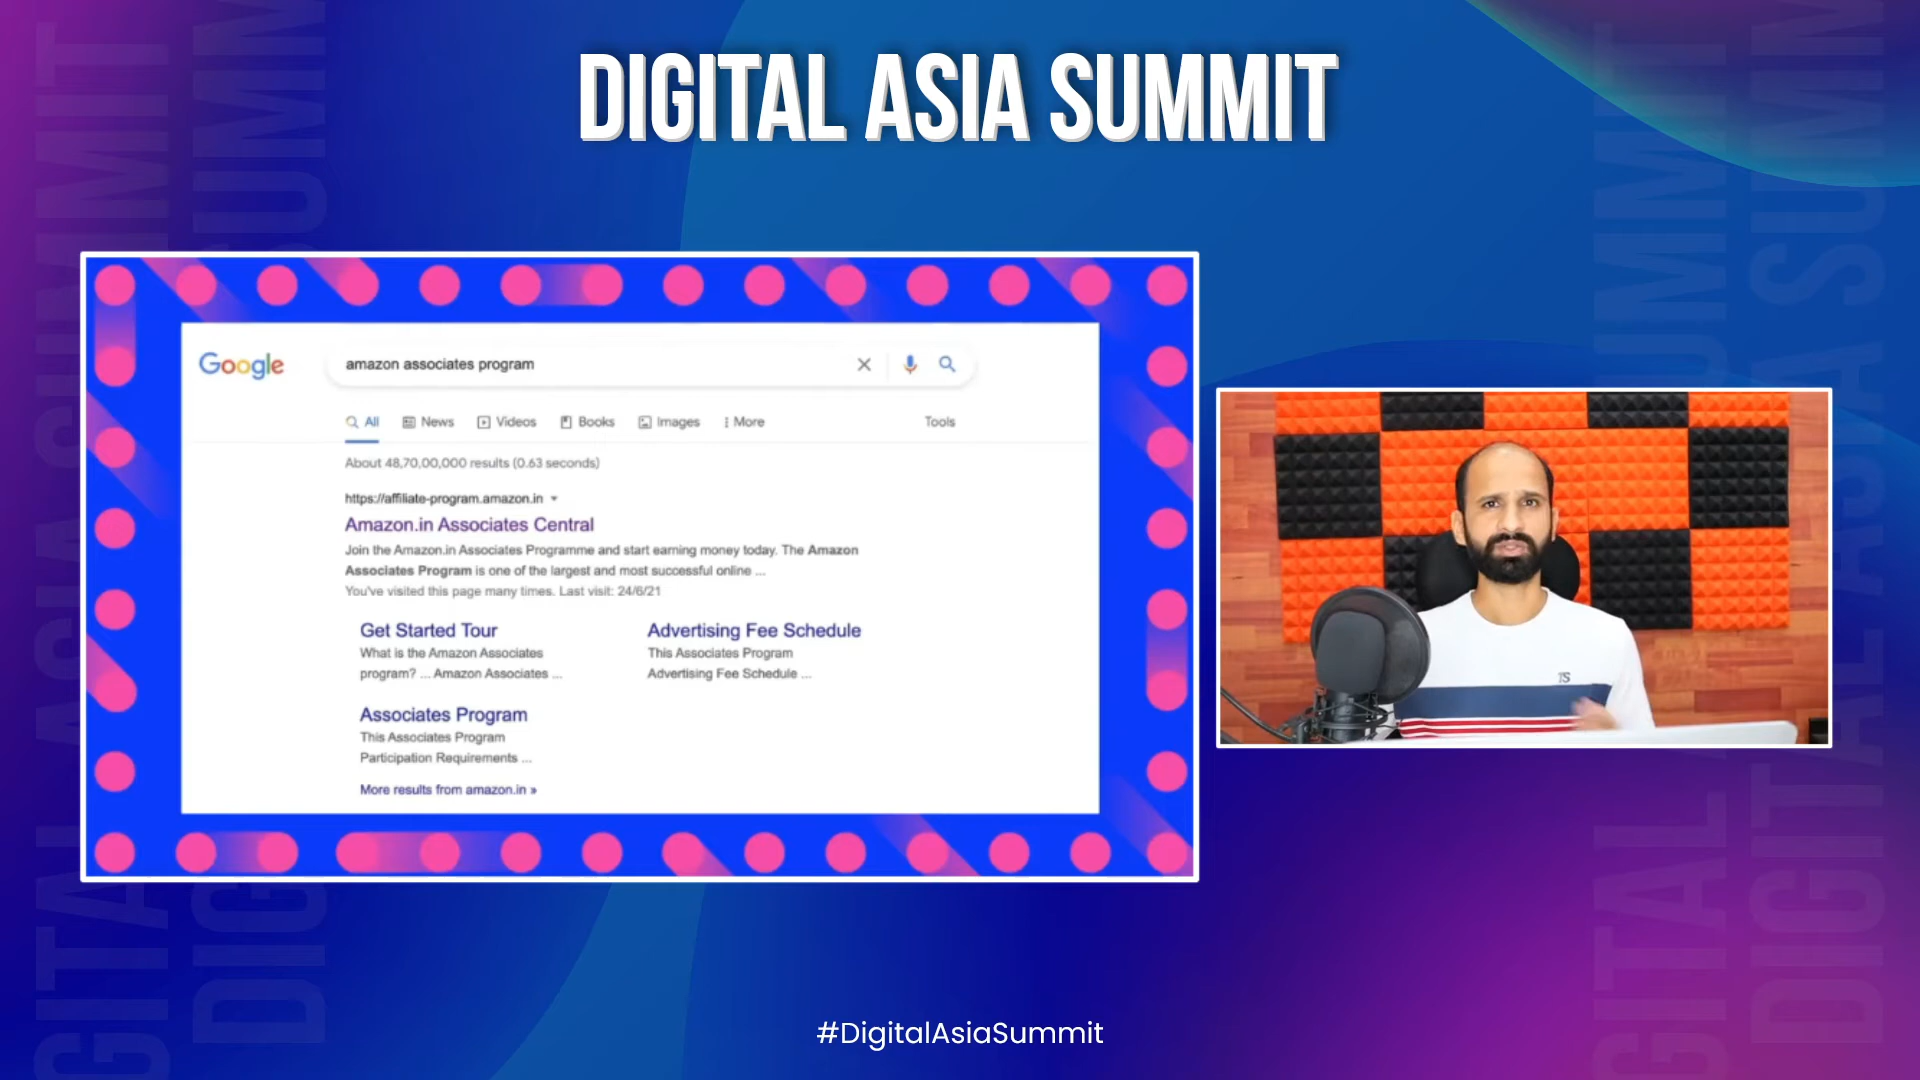 DIGITAL ASIA SUMMIT
Google
amazon associates program
All News Videos Books Images More Tools
About 48,70,00,000 results (0.63 seconds)
https://affiliate-program.amazon.in
Amazon.in Associates Central
Join the Amazon.in Associates Programme and start earning money today. The Amazon
Associates Program is one of the largest and most successful online ...
You've visited this page many times. Last visit: 24/6/21
Get Started Tour
What is the Amazon Associates
program? ... Amazon Associates ...
Advertising Fee Schedule
This Associates Program
Advertising Fee Schedule ...
Associates Program
This Associates Program
Participation Requirements ...
More results from amazon.in »
#DigitalAsiaSummit